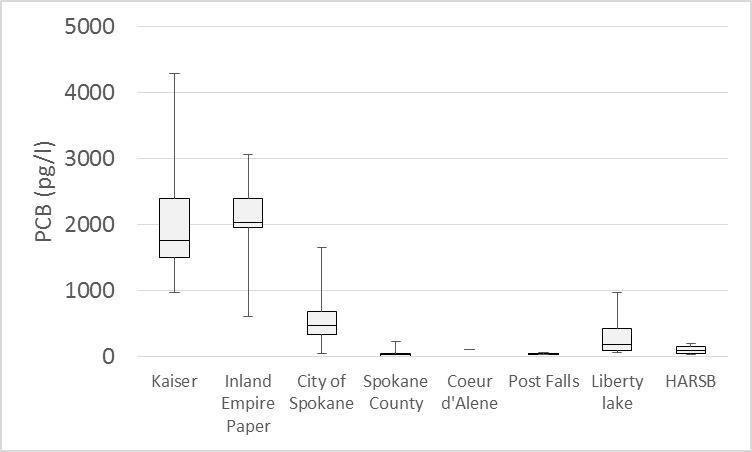 5000
4000
3000
2000
1000
0
PCB (pg/l)
Kaiser
Inland
Empire
Paper
City of
Spokane
Spokane
County
Coeur
d'Alene
Post Falls
Liberty
lake
HARSB